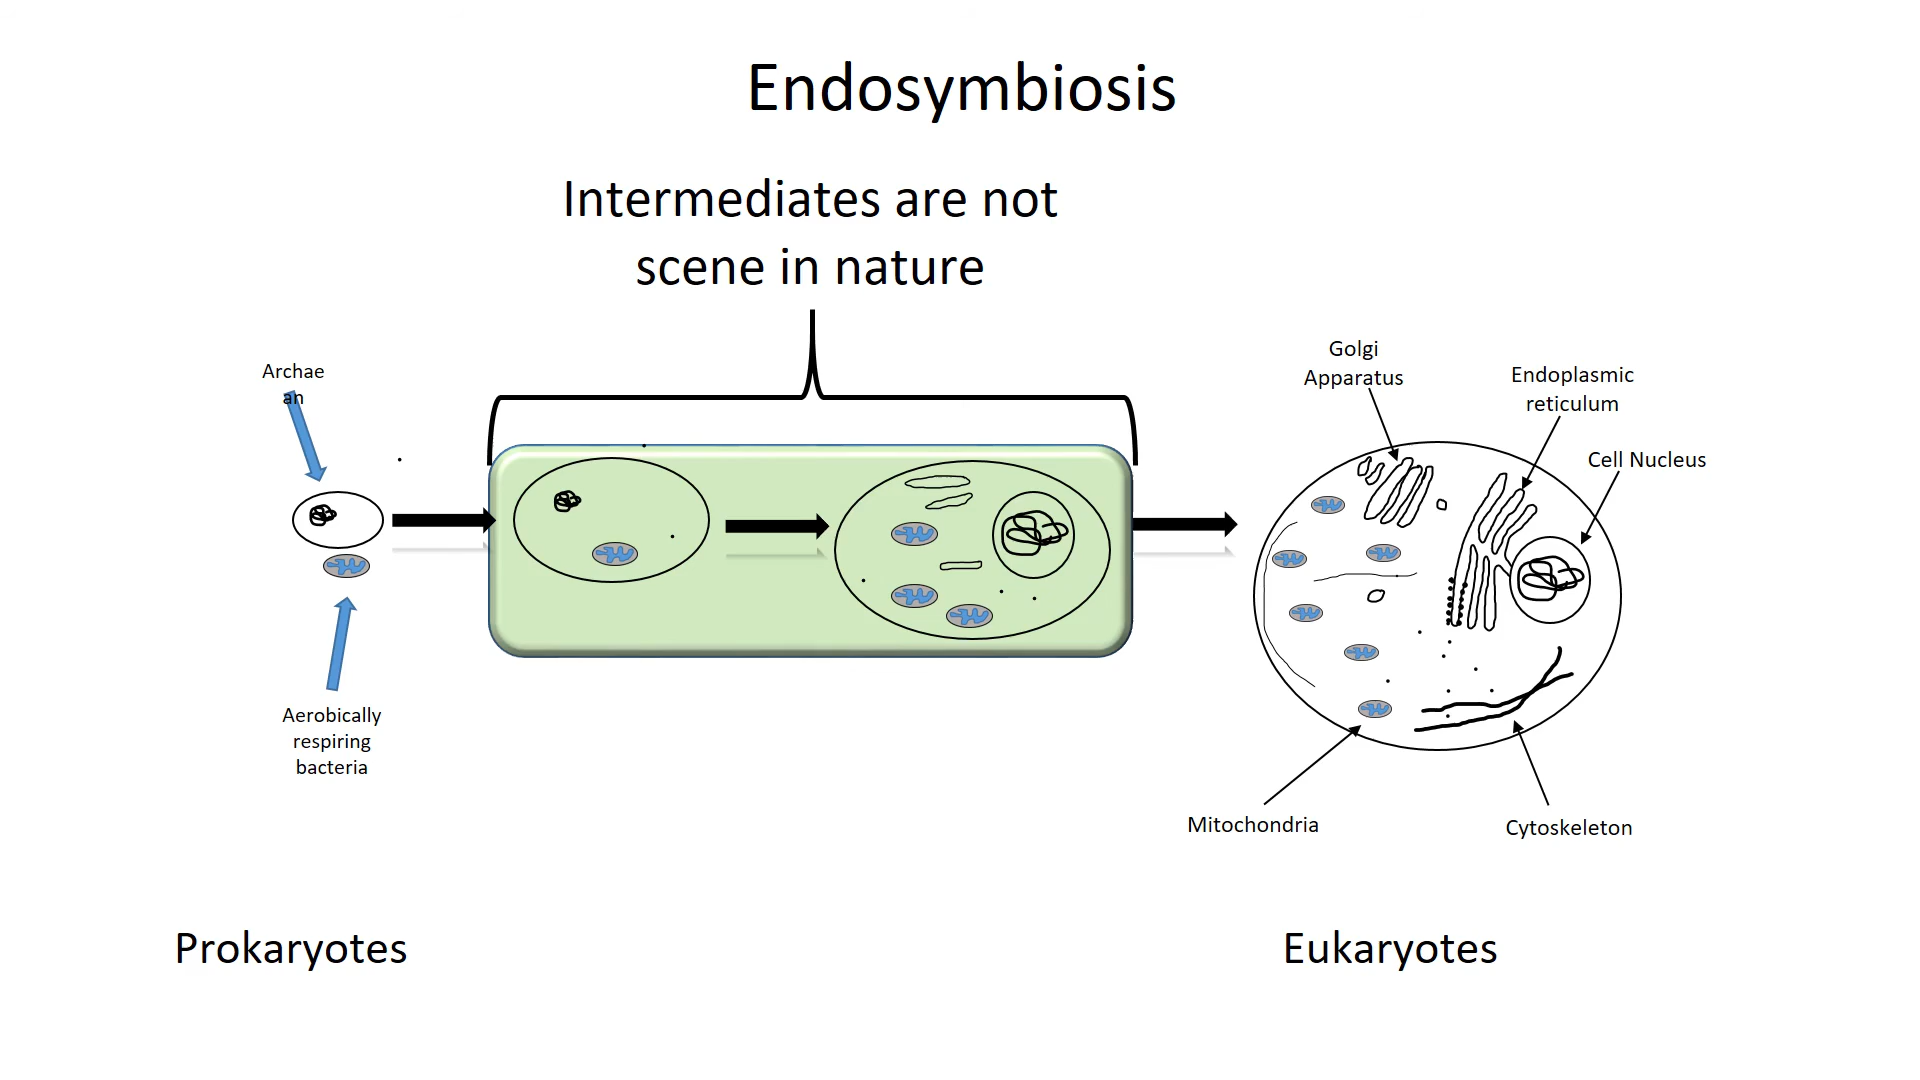 Endosymbiosis
Intermediates are not
scene in nature
Archae
an
Aerobically
respiring
bacteria
Golgi
Apparatus
Endoplasmic
reticulum
Cell Nucleus
Mitochondria
Cytoskeleton
Prokaryotes
Eukaryotes